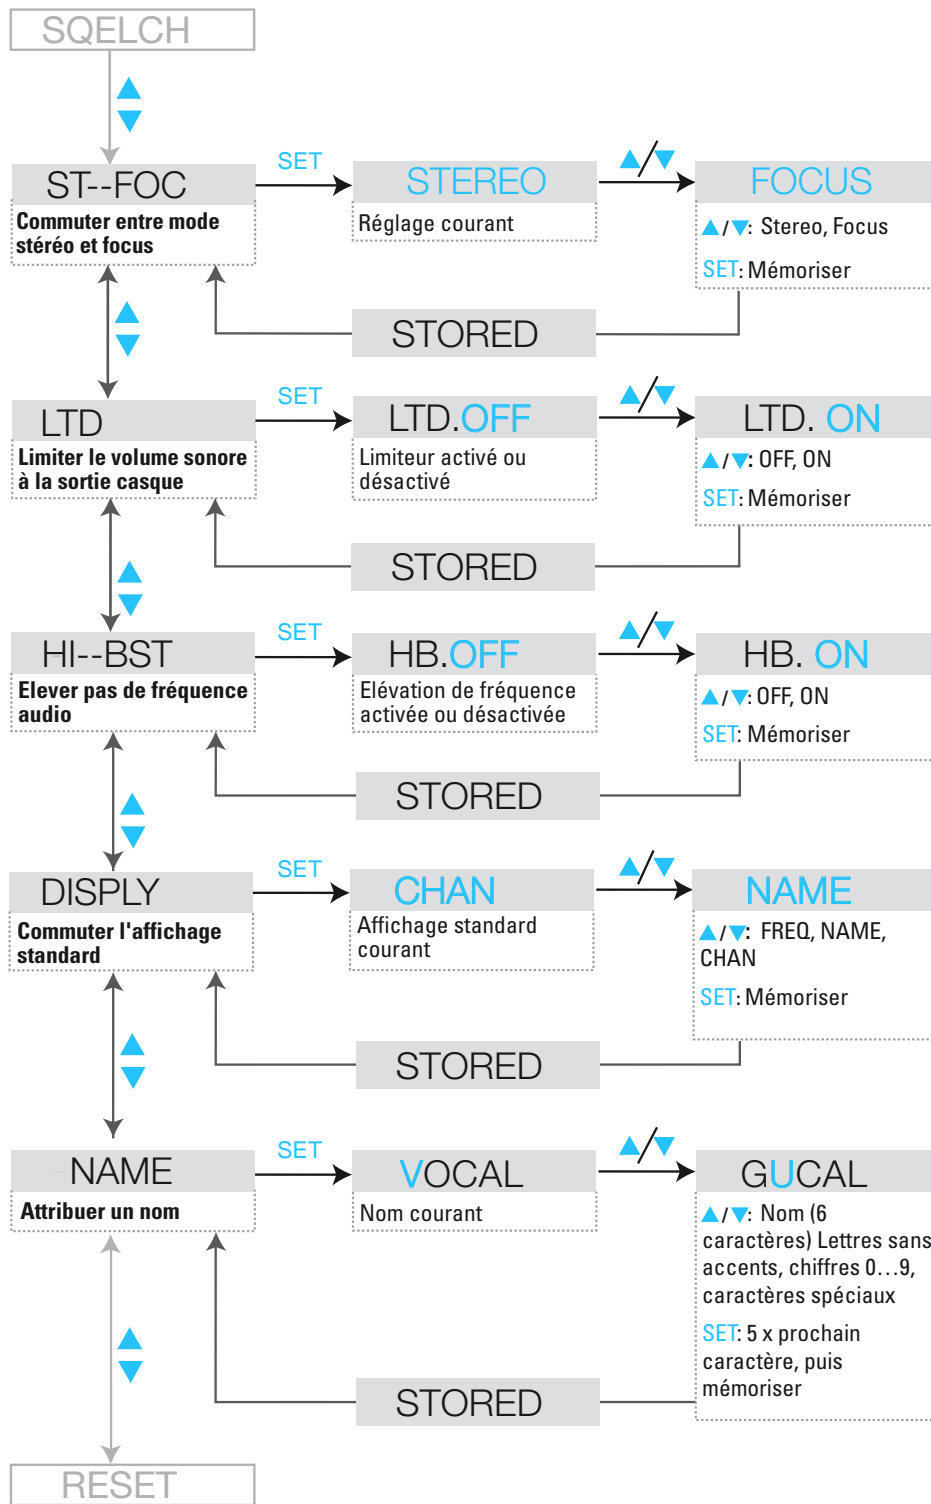 SQELCH
ST--FOC
SET
STEREO
FOCUS
Commuter entre mode
stéréo et focus
Réglage courant
▲/▼: Stereo, Focus
SET: Mémoriser
STORED
LTD
SET
LTD.OFF
LTD. ON
Limiter le volume sonore
à la sortie casque
Limiteur activé ou
désactivé
▲/▼: OFF, ON
SET: Mémoriser
STORED
HI--BST
SET
HB.OFF
HB. ON
Elever pas de fréquence
audio
Elévation de fréquence
activée ou désactivée
▲/▼: OFF, ON
SET: Mémoriser
STORED
DISPLY
SET
CHAN
NAME
Commuter l'affichage
standard
Affichage standard
courant
▲/▼: FREQ, NAME,
CHAN
SET: Mémoriser
STORED
NAME
SET
VOCAL
GUCAL
Attribuer un nom
Nom courant
▲/▼: Nom (6
caractères) Lettres sans
accents, chiffres 0…9,
caractères spéciaux
SET: 5 x prochain
caractère, puis
mémoriser
STORED
RESET